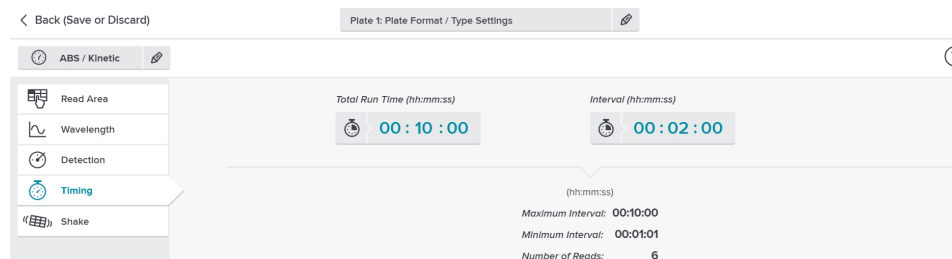 Back (Save or Discard)
Plate 1: Plate Format / Type Settings
ABS / Kinetic
Read Area
Wavelength
Detection
Timing
Shake
Total Run Time (hh:mm:ss)
00 : 10 : 00
Interval (hh:mm:ss)
00 : 02 : 00
(hh:mm:ss)
Maximum Interval: 00:10:00
Minimum Interval: 00:01:01
Number of Reads: 6